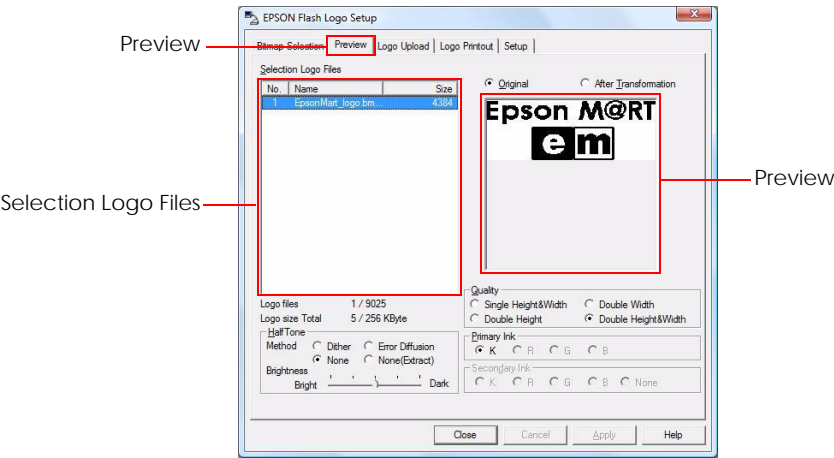 EPSON Flash Logo Setup
Preview
Bitmap Selection Preview Logo Upload Logo Printout Setup
Selection Logo Files
No. Name Size
1 EpsonMart_logo.bm... 4384
Original After Transformation
Epson M@RT
em
Preview
Selection Logo Files
Logo files 1 / 9025
Logo size Total 5 / 256 KByte
HalfTone
Method Dither Error Diffusion
None None(Extract)
Brightness
Bright Dark
Quality
Single Height&Width Double Width
Double Height Double Height&Width
Primary Ink
K R G B
Secondary Ink
K R G B None
Close Cancel Apply Help